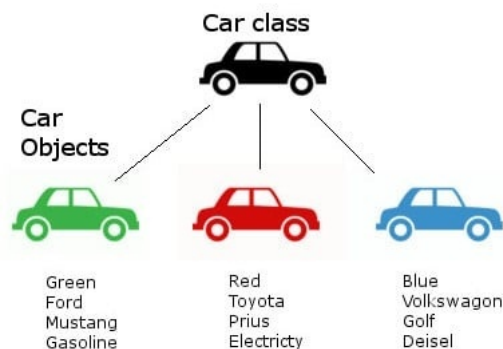 Car class
Car
Objects
Green
Ford
Mustang
Gasoline
Red
Toyota
Prius
Electricty
Blue
Volkswagon
Golf
Deisel